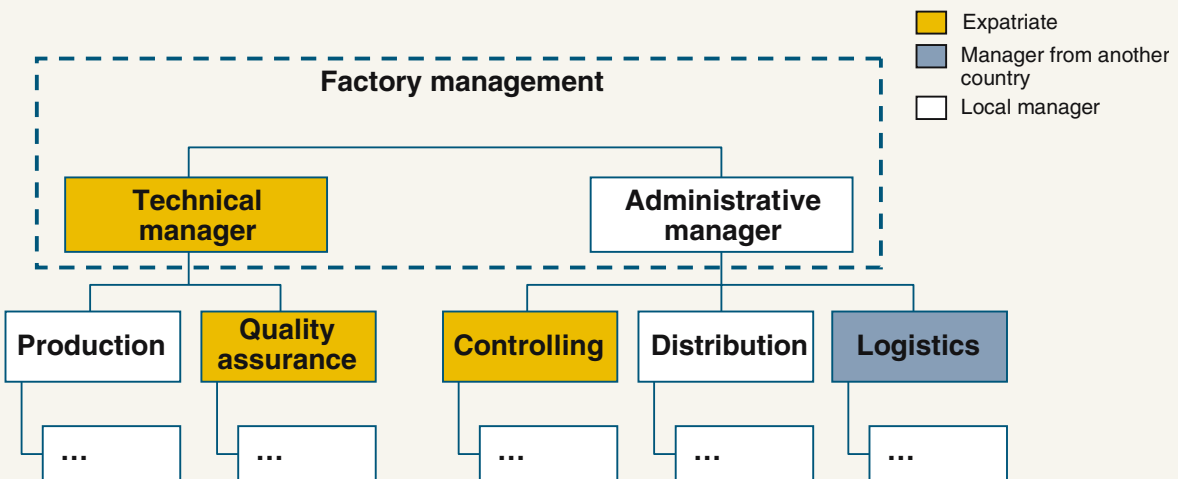 Expatriate
Manager from another
country
Local manager
Factory management
Technical
manager
Administrative
manager
Production
Quality
assurance
Controlling
Distribution
Logistics
...
...
...
...
...